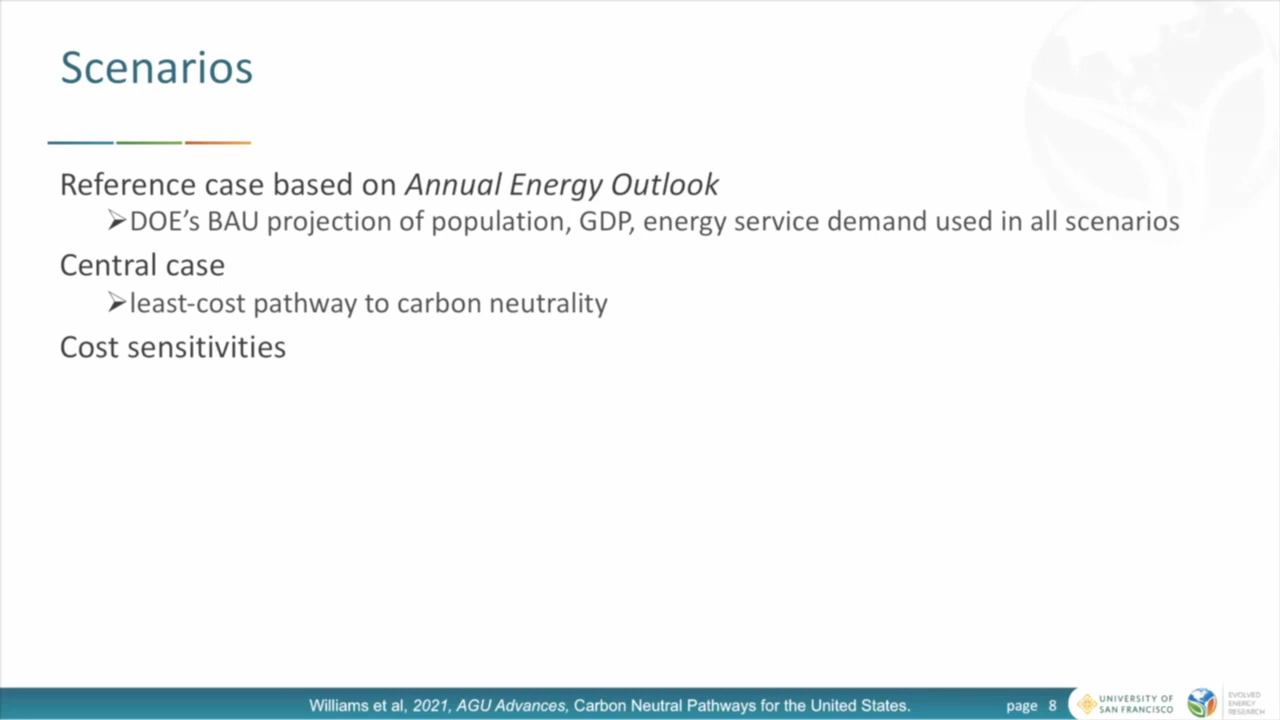 Scenarios
Reference case based on Annual Energy Outlook
➢DOE’s BAU projection of population, GDP, energy service demand used in all scenarios
Central case
➢least-cost pathway to carbon neutrality
Cost sensitivities
Williams et al, 2021, AGU Advances, Carbon Neutral Pathways for the United States.
page 8
UNIVERSITY OF
SAN FRANCISCO
EVOLVED
ENERGY
RESEARCH